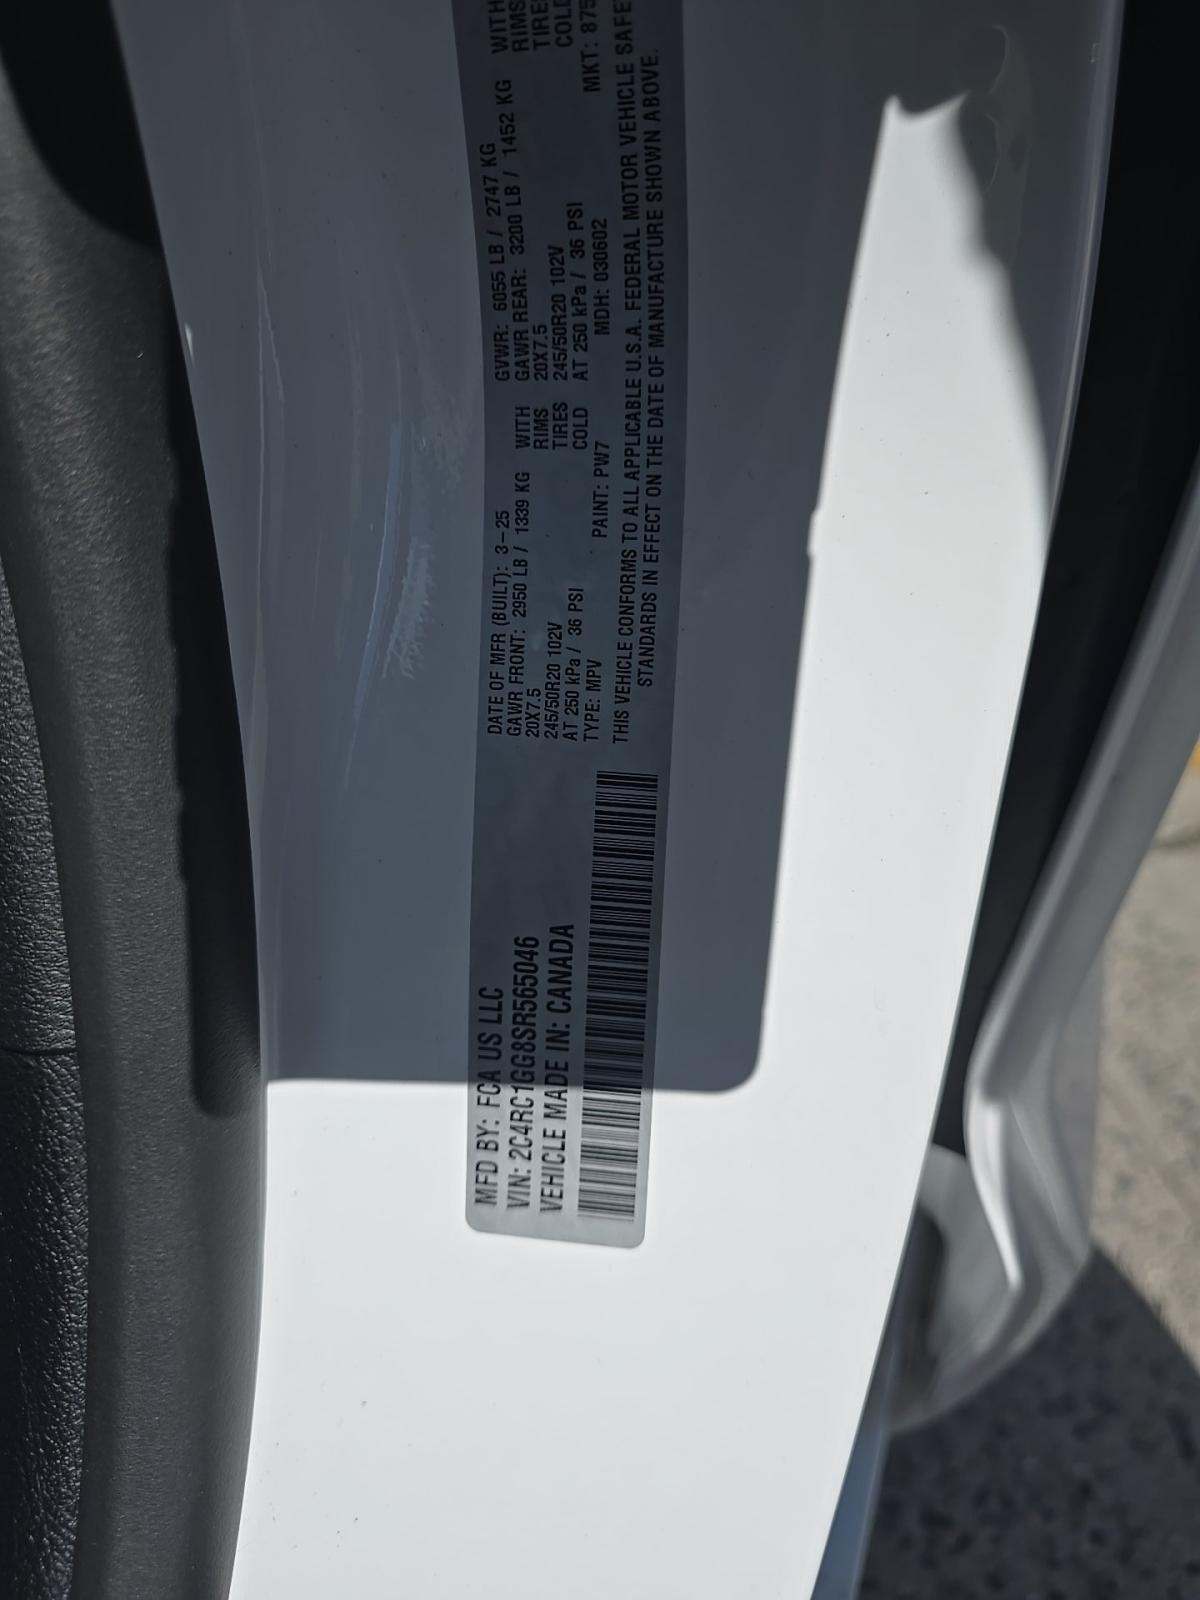 MFD BY: FCA US LLC
VIN: 2C4RC1GG8SR565046
VEHICLE MADE IN: CANADA
DATE OF MFR (BUILT): 3-25 GVWR: 6055 LB / 2747 KG
GAWR FRONT: 2950 LB / 1339 KG WITH GAWR REAR: 3200 LB / 1452 KG WITH
20X7.5 RIMS 20X7.5 RIMS
245/50R20 102V TIRES 245/50R20 102V TIRES
AT 250 kPa / 36 PSI COLD AT 250 kPa / 36 PSI COLD
TYPE: MPV PAINT: PW7 MDH: 030602 MKT: 875
THIS VEHICLE CONFORMS TO ALL APPLICABLE U.S.A. FEDERAL MOTOR VEHICLE SAFE
STANDARDS IN EFFECT ON THE DATE OF MANUFACTURE SHOWN ABOVE.